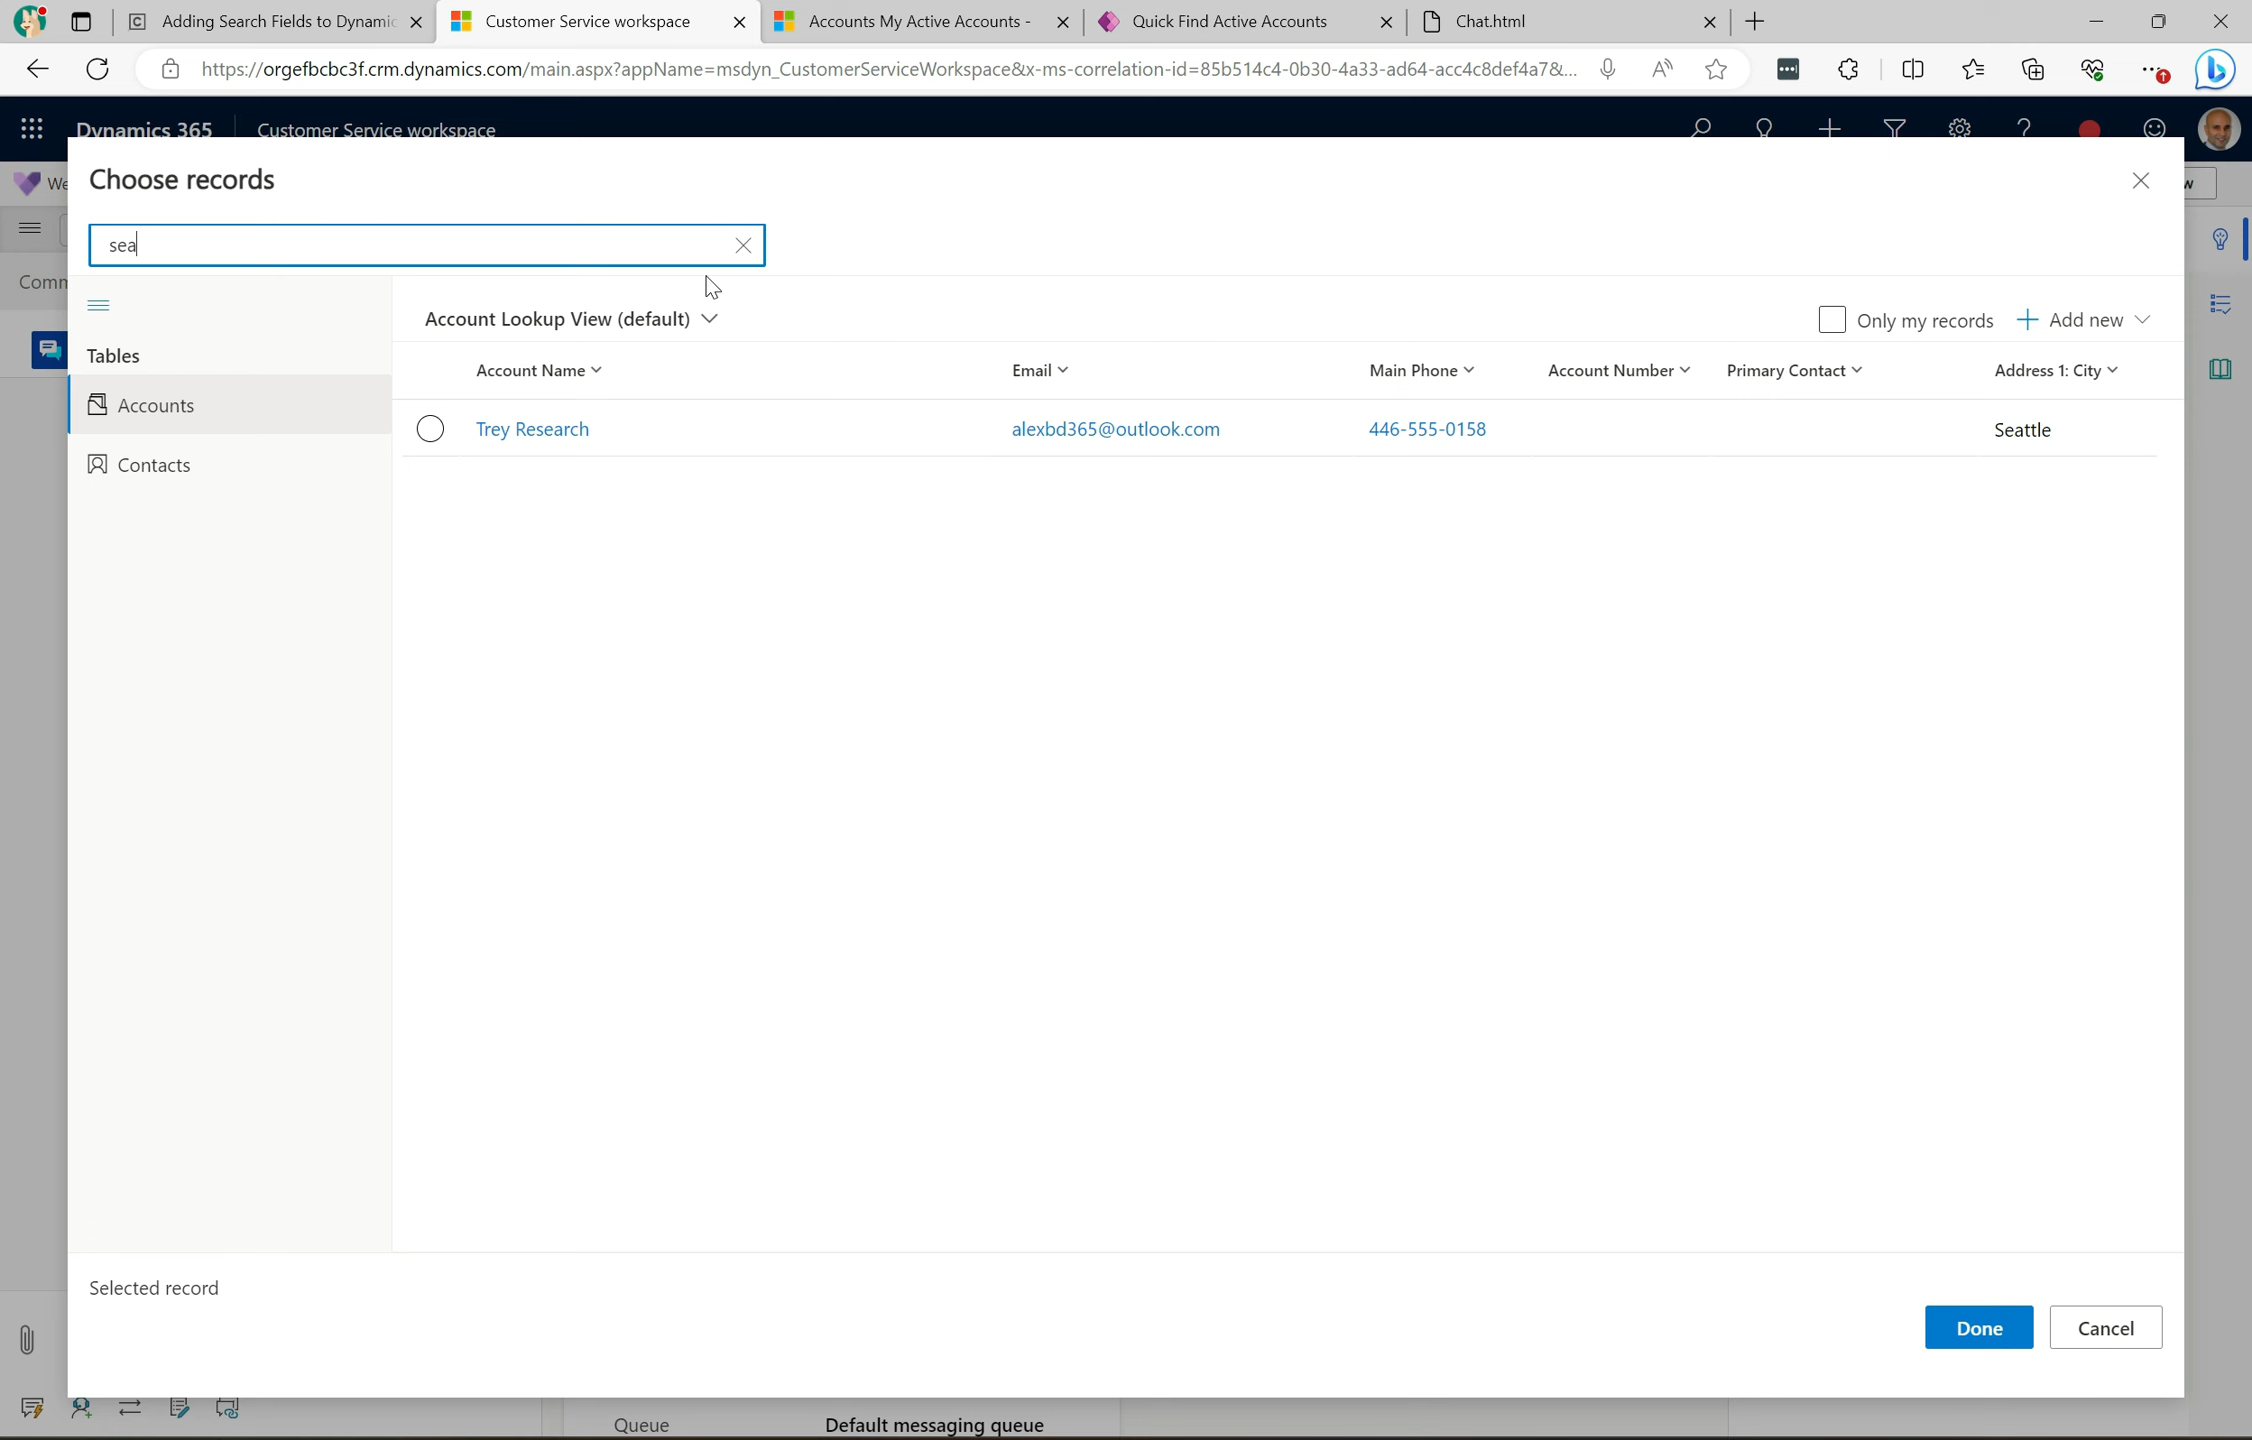 Adding Search Fields to Dynamic
Customer Service workspace
Accounts My Active Accounts -
Quick Find Active Accounts
Chat.html
https://orgefbcbc3f.crm.dynamics.com/main.aspx?appName=msdyn_CustomerServiceWorkspace&x-ms-correlation-id=85b514c4-0b30-4a33-ad64-acc4c8def4a7&...
Dynamics 365
Customer Service workspace
We
w
Choose records
sea
Comm
Account Lookup View (default)
Only my records
Add new
Tables
Account Name
Email
Main Phone
Account Number
Primary Contact
Address 1: City
Accounts
Trey Research
alexbd365@outlook.com
446-555-0158
Seattle
Contacts
Selected record
Done
Cancel
Queue
Default messaging queue